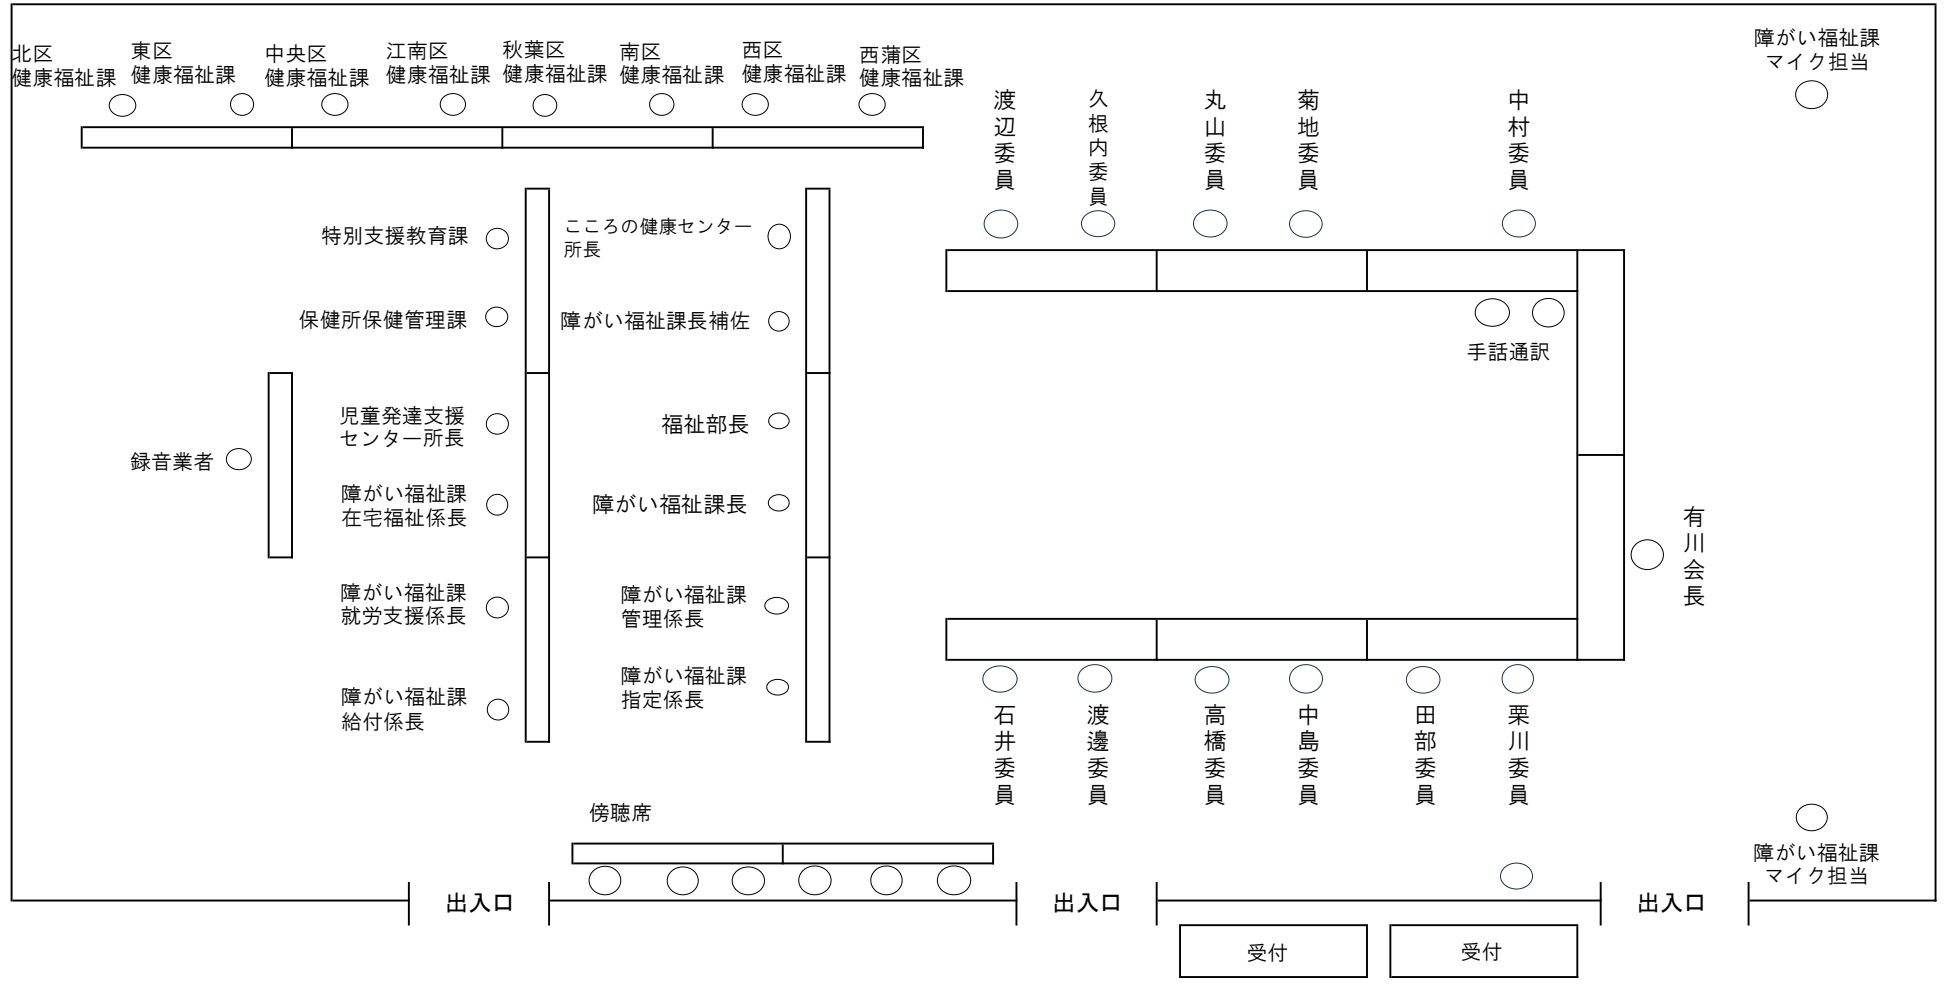 北区
健康福祉課
東区
健康福祉課
中央区
健康福祉課
江南区
健康福祉課
秋葉区
健康福祉課
南区
健康福祉課
西区
健康福祉課
西蒲区
健康福祉課
障がい福祉課
マイク担当
渡辺委員
久根内委員
丸山委員
菊地委員
中村委員
特別支援教育課
こころの健康センター
所長
保健所保健管理課
障がい福祉課長補佐
手話通訳
児童発達支援
センター所長
福祉部長
録音業者
障がい福祉課
在宅福祉係長
障がい福祉課長
有川会長
障がい福祉課
就労支援係長
障がい福祉課
管理係長
障がい福祉課
給付係長
障がい福祉課
指定係長
石井委員
渡邊委員
高橋委員
中島委員
田部委員
栗川委員
傍聴席
障がい福祉課
マイク担当
出入口
出入口
出入口
受付
受付